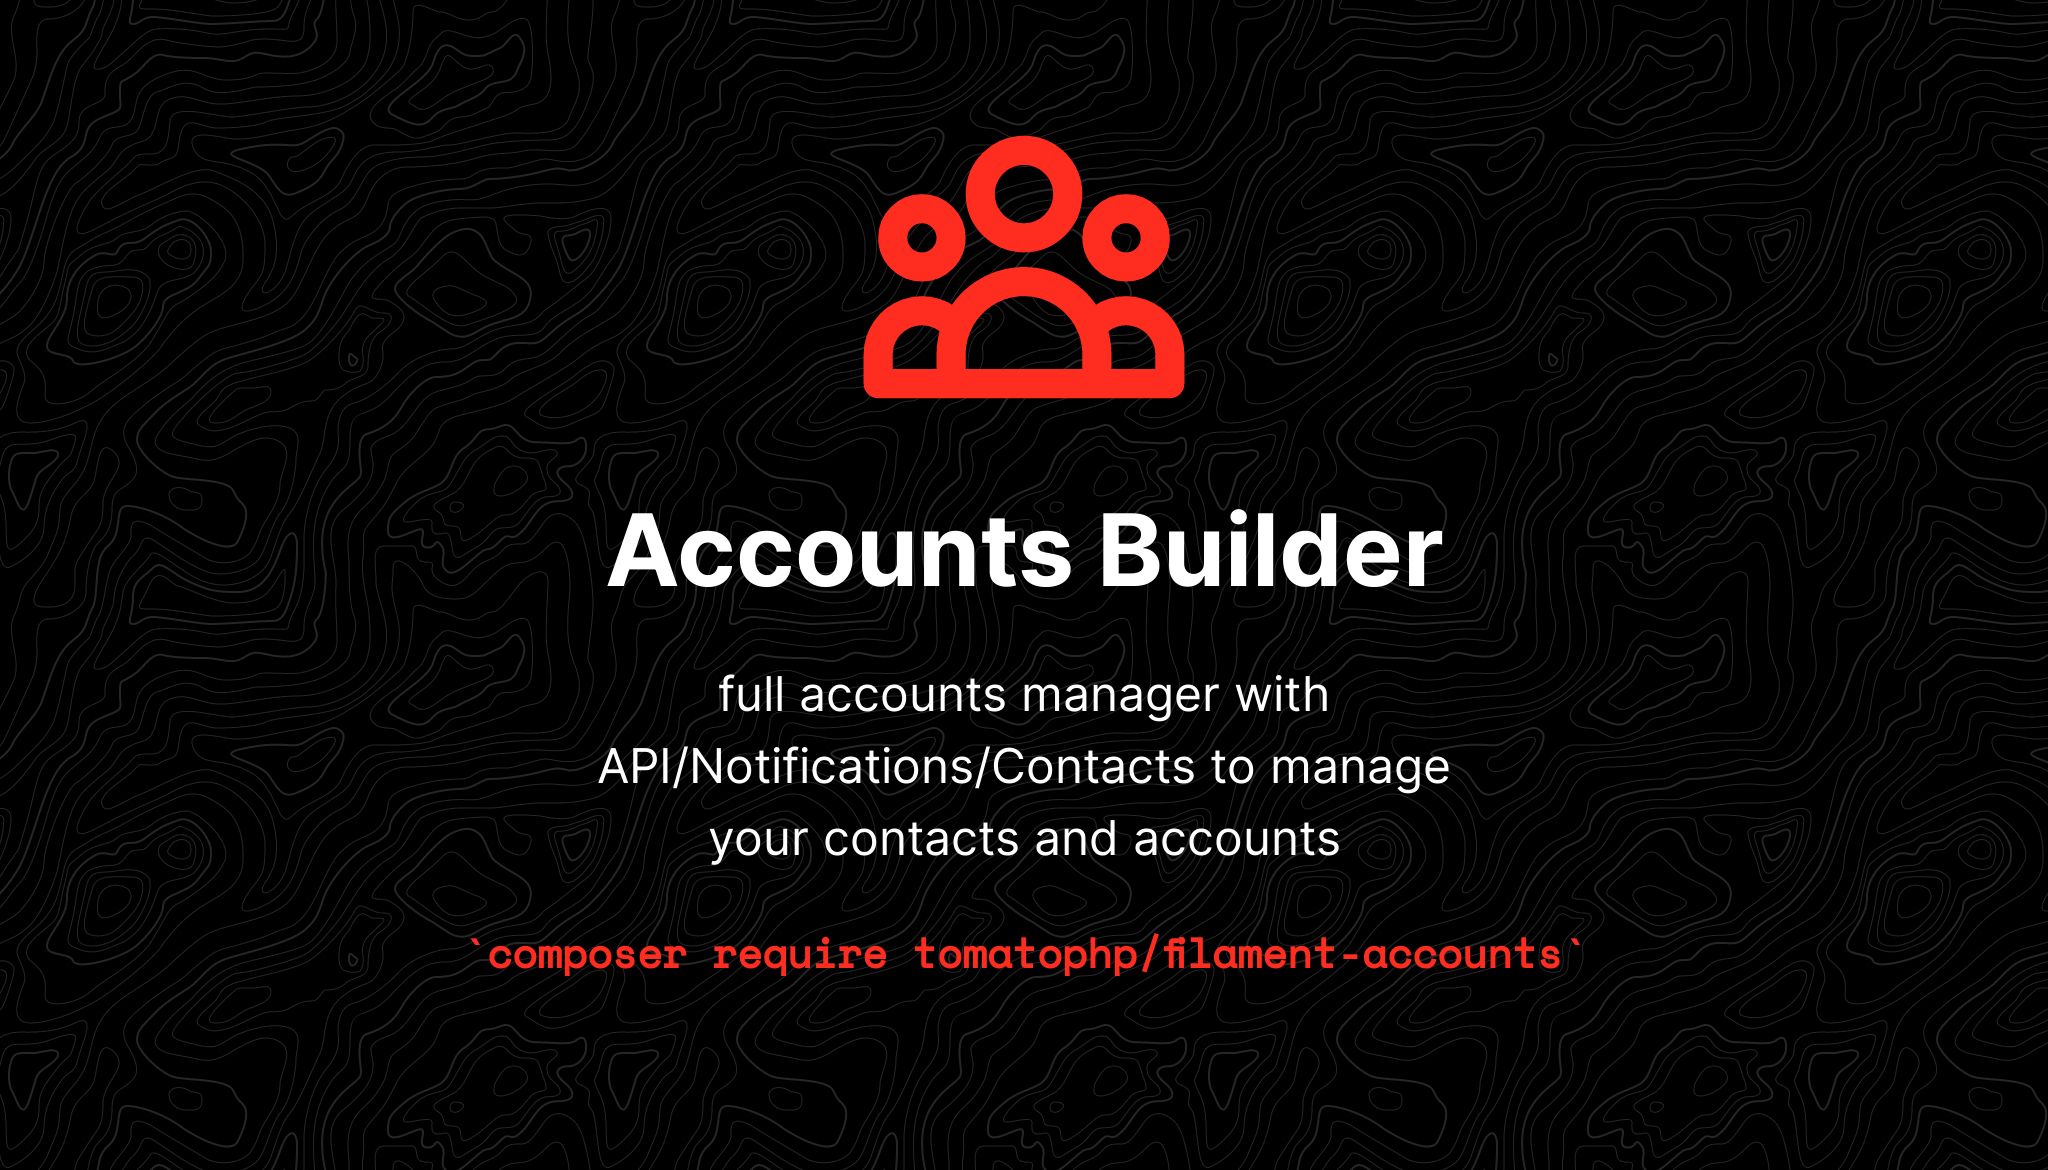 Accounts Builder
full accounts manager with
API/Notifications/Contacts to manage
your contacts and accounts
`composer require tomatophp/filament-accounts`